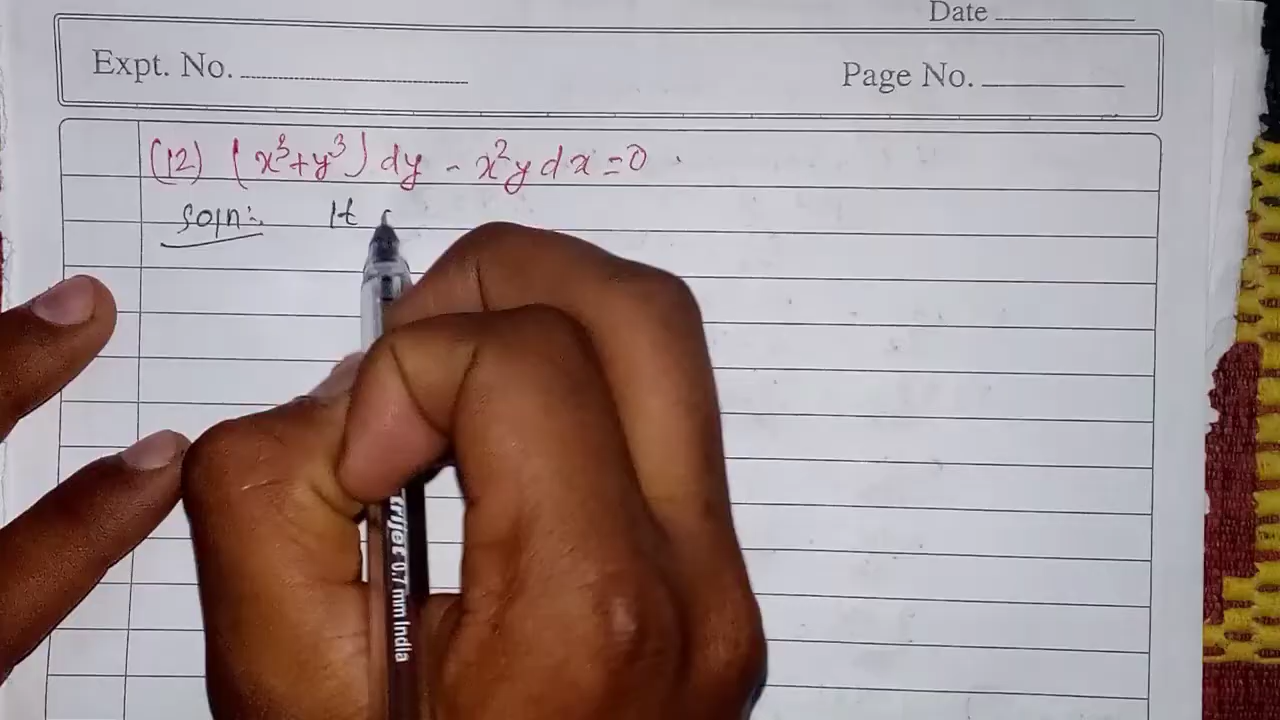 Date
Expt. No.
Page No.
(12) (x³+y³) dy - x²y dx = 0 .
Soln:- It
trijet 0.7 mm India